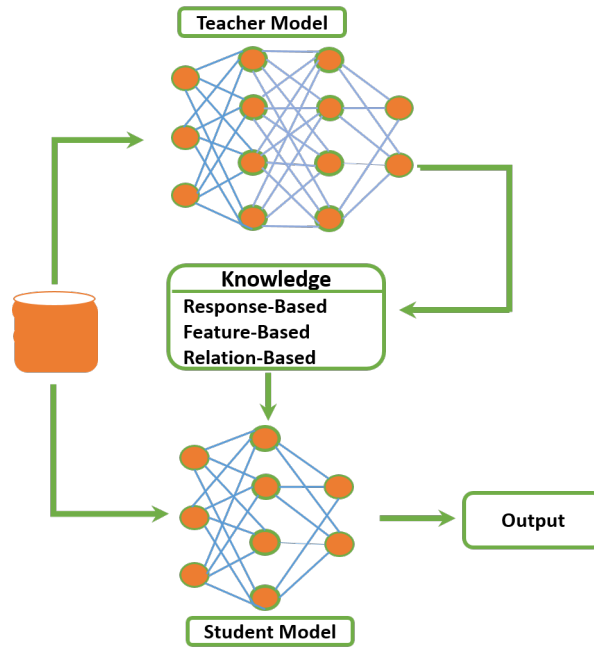 Teacher Model
Knowledge
Response-Based
Feature-Based
Relation-Based
Output
Student Model